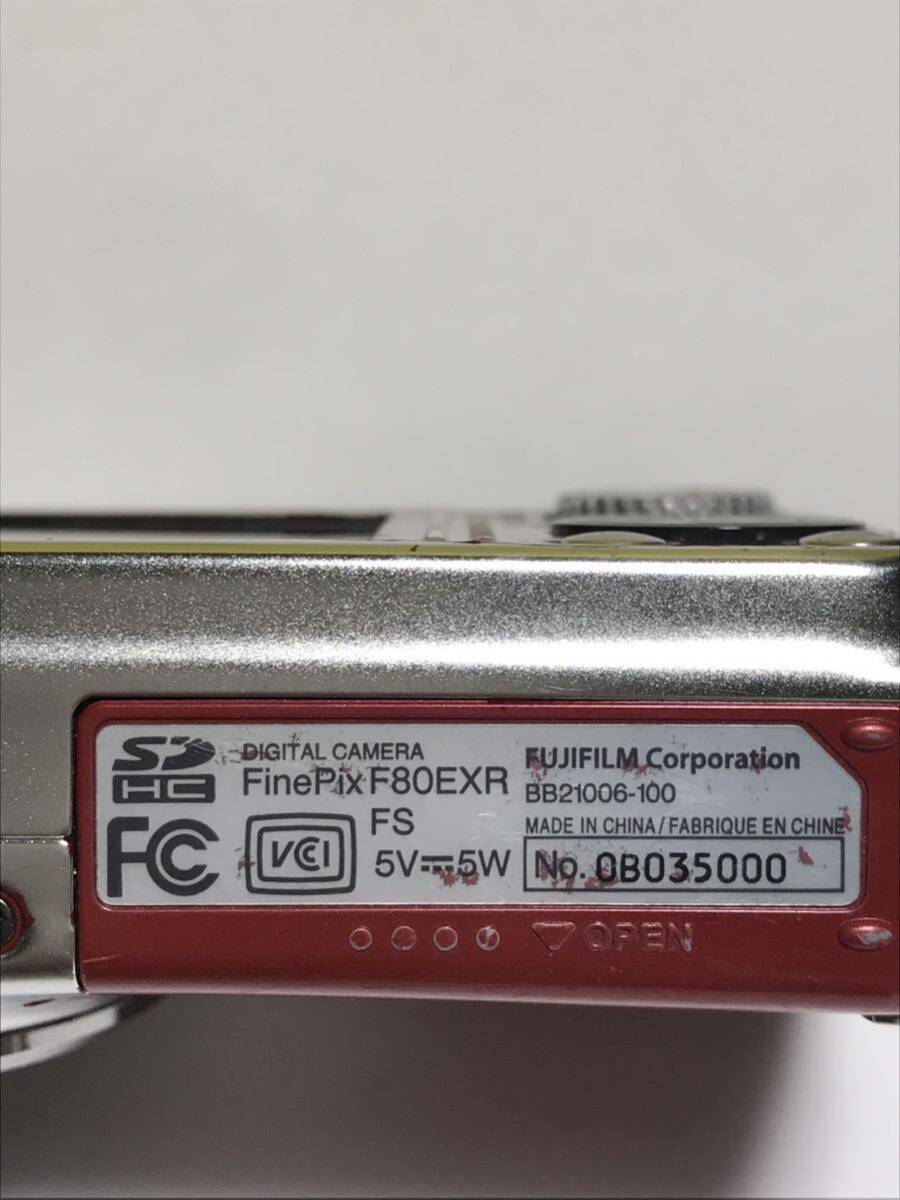 SD
HC
FC
DIGITAL CAMERA
FinePix F80EXR
VCI
FS
5V⎓5W
FUJIFILM Corporation
BB21006-100
MADE IN CHINA/FABRIQUE EN CHINE
No. 0B035000
OPEN